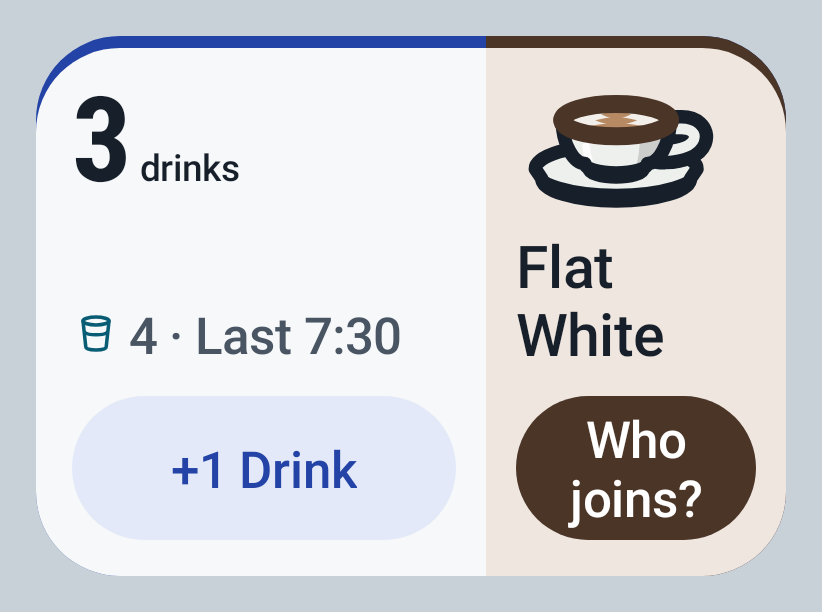 3 drinks
4 · Last 7:30
+1 Drink
Flat
White
Who
joins?